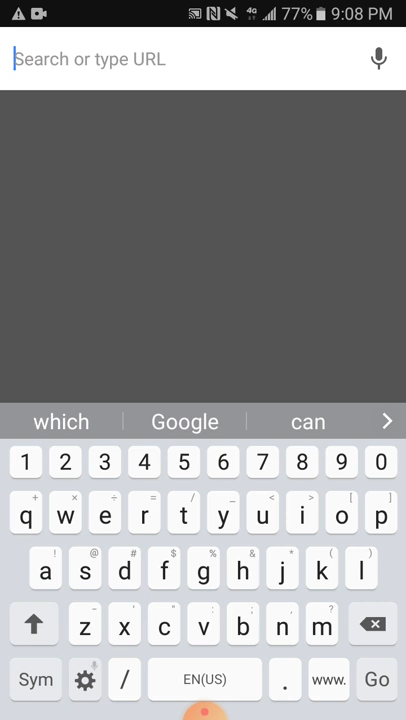 4G 77% 9:08 PM
Search or type URL
which Google can
1 2 3 4 5 6 7 8 9 0
+ × ÷ = / _ < > [ ]
q w e r t y u i o p
! @ # $ % & * ( )
a s d f g h j k l
- ' " : ; , ?
z x c v b n m
Sym / EN(US) . www. Go